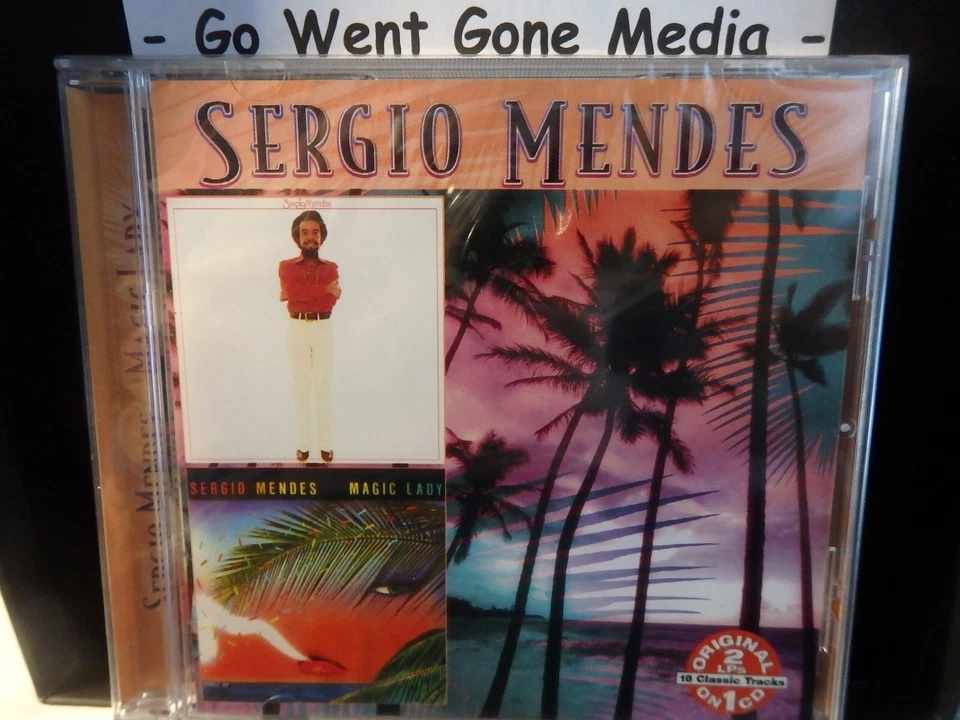 - Go Went Gone Media -
SERGIO MENDES
Sergio Mendes
SERGIO MENDES MAGIC LADY
SERGIO MENDES MAGIC LADY
ORIGINAL
2
LPs
18 Classic Tracks
ON 1 CD